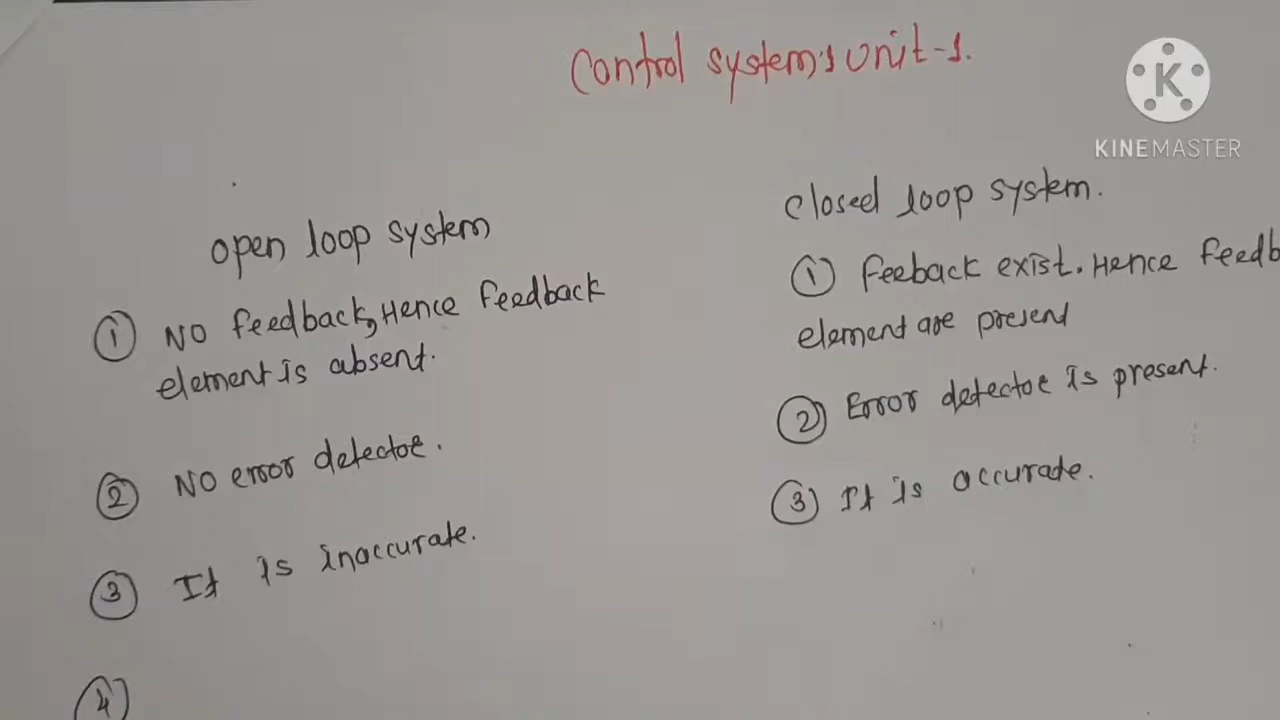 Control systems unit-1.
KINEMASTER
open loop system
① NO feedback, Hence feedback
element is absent.
② NO error detector.
③ It is inaccurate.
④
closed loop system.
① feeback exist. Hence feedb
element are present
② Error detector is present.
③ It is accurate.